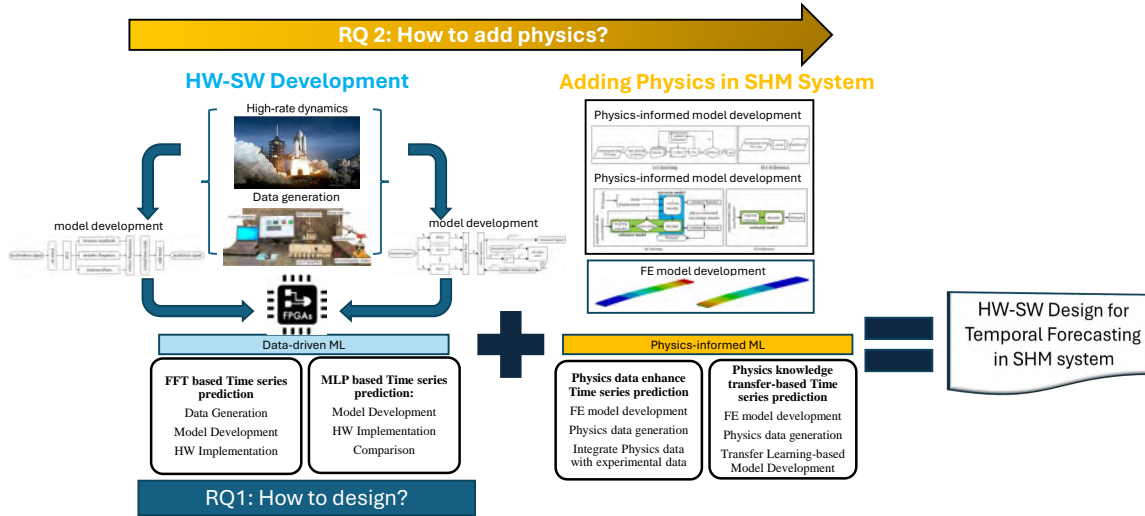 RQ 2: How to add physics?
HW-SW Development
High-rate dynamics
Data generation
model development
model development
FPGAs
Data-driven ML
FFT based Time series
prediction
Data Generation
Model Development
HW Implementation
MLP based Time series
prediction:
Model Development
HW Implementation
Comparison
RQ1: How to design?
Adding Physics in SHM System
Physics-informed model development
(a) training
(b) inference
Physics-informed model development
FE model development
Physics-informed ML
Physics data enhance
Time series prediction
FE model development
Physics data generation
Integrate Physics data
with experimental data
Physics knowledge
transfer-based Time
series prediction
FE model development
Physics data generation
Transfer Learning-based
Model Development
HW-SW Design for
Temporal Forecasting
in SHM system